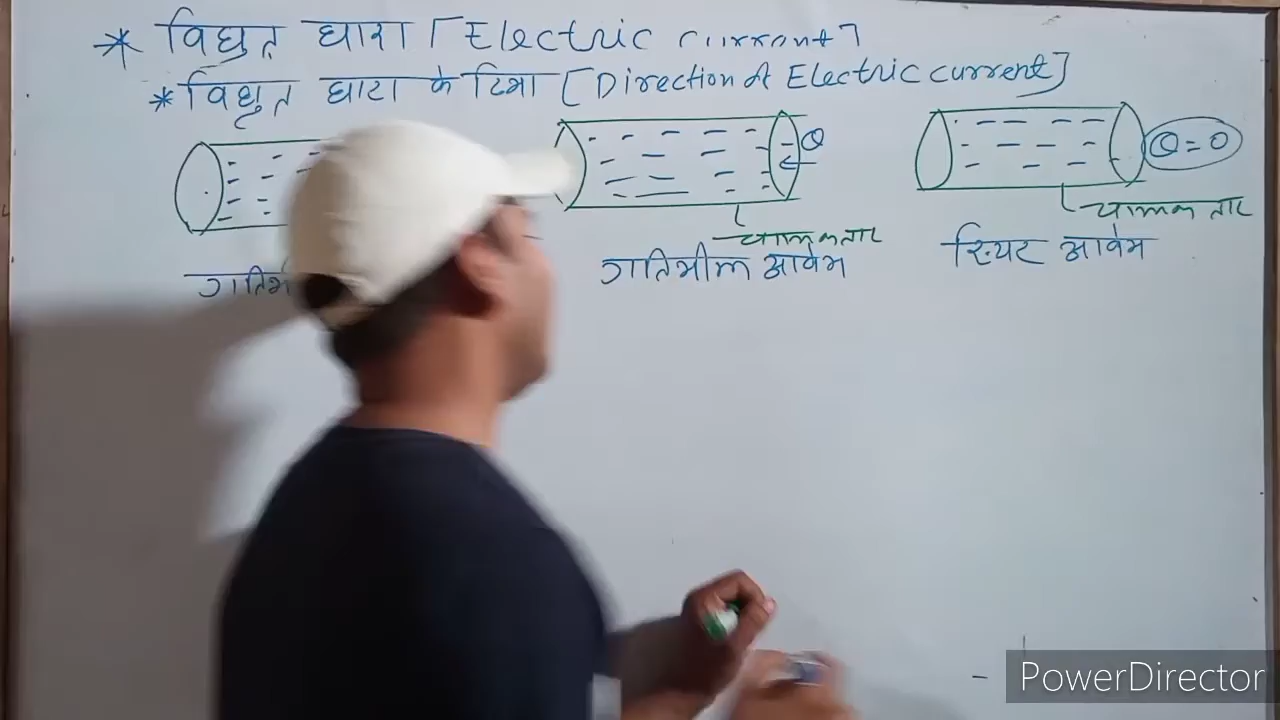 * विद्युत धारा [Electric current]
* विद्युत धारा के दिशा [Direction of Electric current]
Q
Q = 0
चालक तार
चालक तार
गतिशील आवेश
स्थिर आवेश
PowerDirector